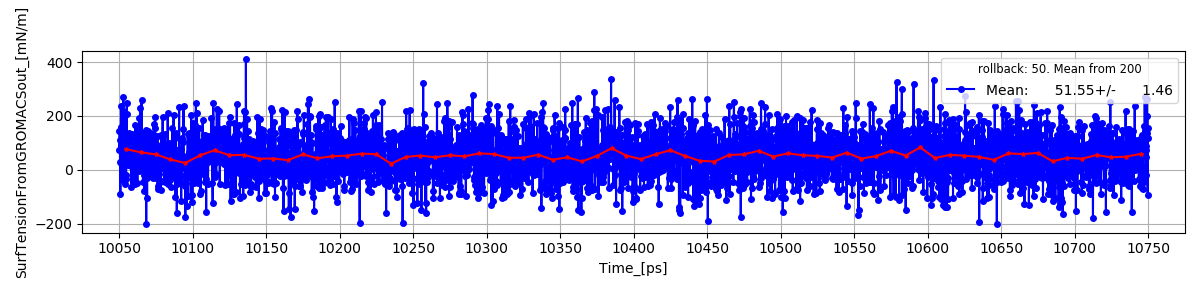 SurfTensionFromGROMACSout_[mN/m]
400
200
0
−200
rollback: 50. Mean from 200
Mean: 51.55+/- 1.46
10050 10100 10150 10200 10250 10300 10350 10400 10450 10500 10550 10600 10650 10700 10750
Time_[ps]